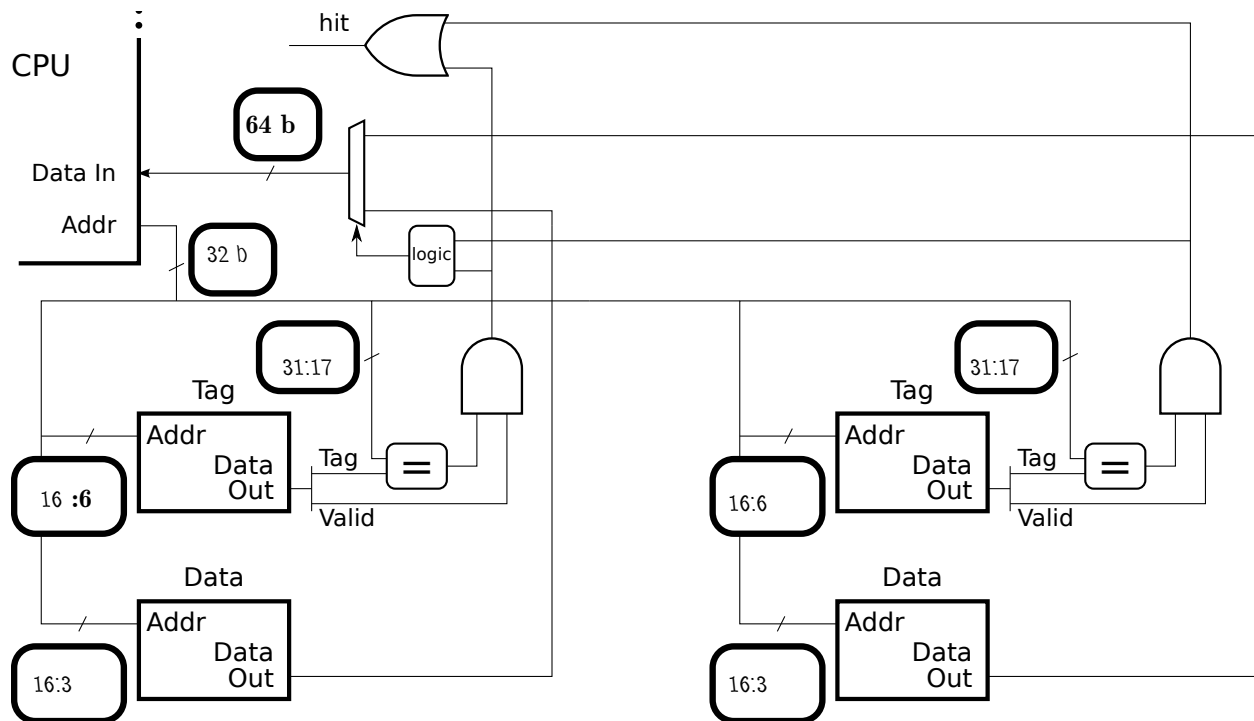 hit
CPU
64 b
Data In
Addr
32 b
logic
31:17
31:17
Tag
Tag
Addr
Data
Out
Tag
=
Valid
Addr
Data
Out
Tag
=
Valid
16 :6
16:6
Data
Data
Addr
Data
Out
Addr
Data
Out
16:3
16:3